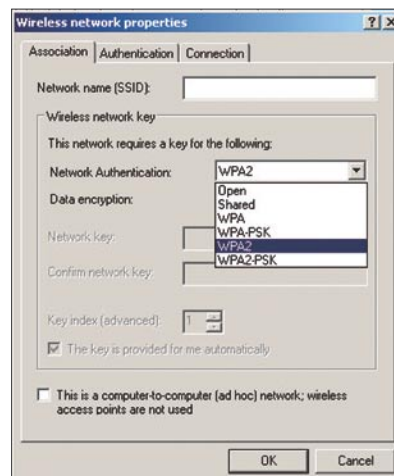 Wireless network properties
Association Authentication Connection
Network name (SSID):
Wireless network key
This network requires a key for the following:
Network Authentication: WPA2
Data encryption:
Open
Shared
WPA
WPA-PSK
WPA2
WPA2-PSK
Network key:
Confirm network key:
Key index (advanced): 1
The key is provided for me automatically
This is a computer-to-computer (ad hoc) network; wireless
access points are not used
OK Cancel